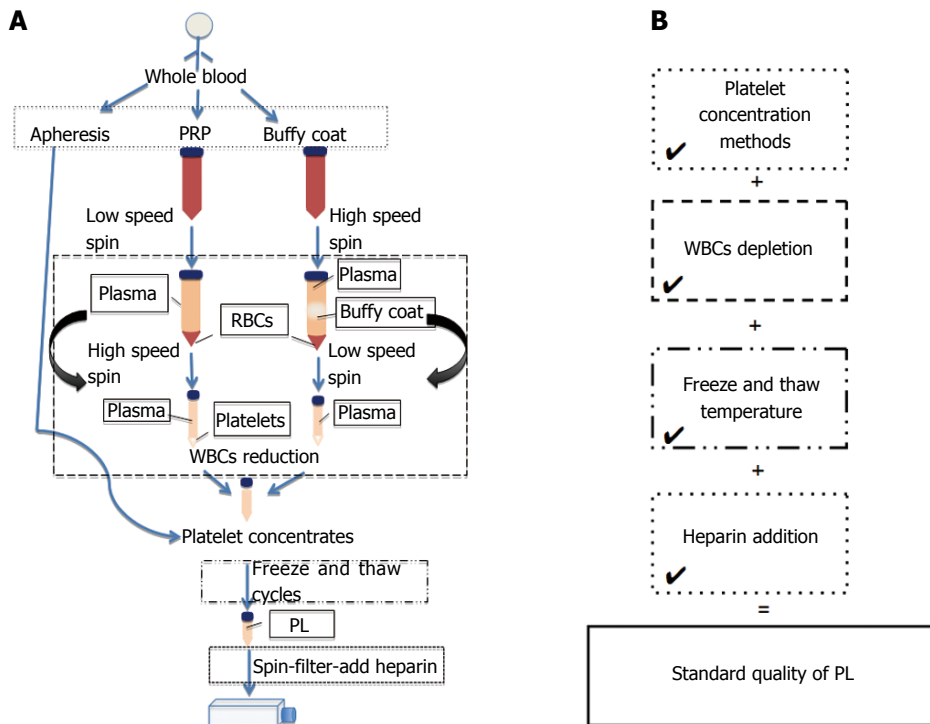 A
Whole blood
Apheresis PRP Buffy coat
Low speed
spin
High speed
spin
Plasma
Plasma
Buffy coat
RBCs
High speed
spin
Low speed
spin
Plasma
Platelets
Plasma
WBCs reduction
Platelet concentrates
Freeze and thaw
cycles
PL
Spin-filter-add heparin
B
Platelet
concentration
methods
+
WBCs depletion
+
Freeze and thaw
temperature
+
Heparin addition
=
Standard quality of PL